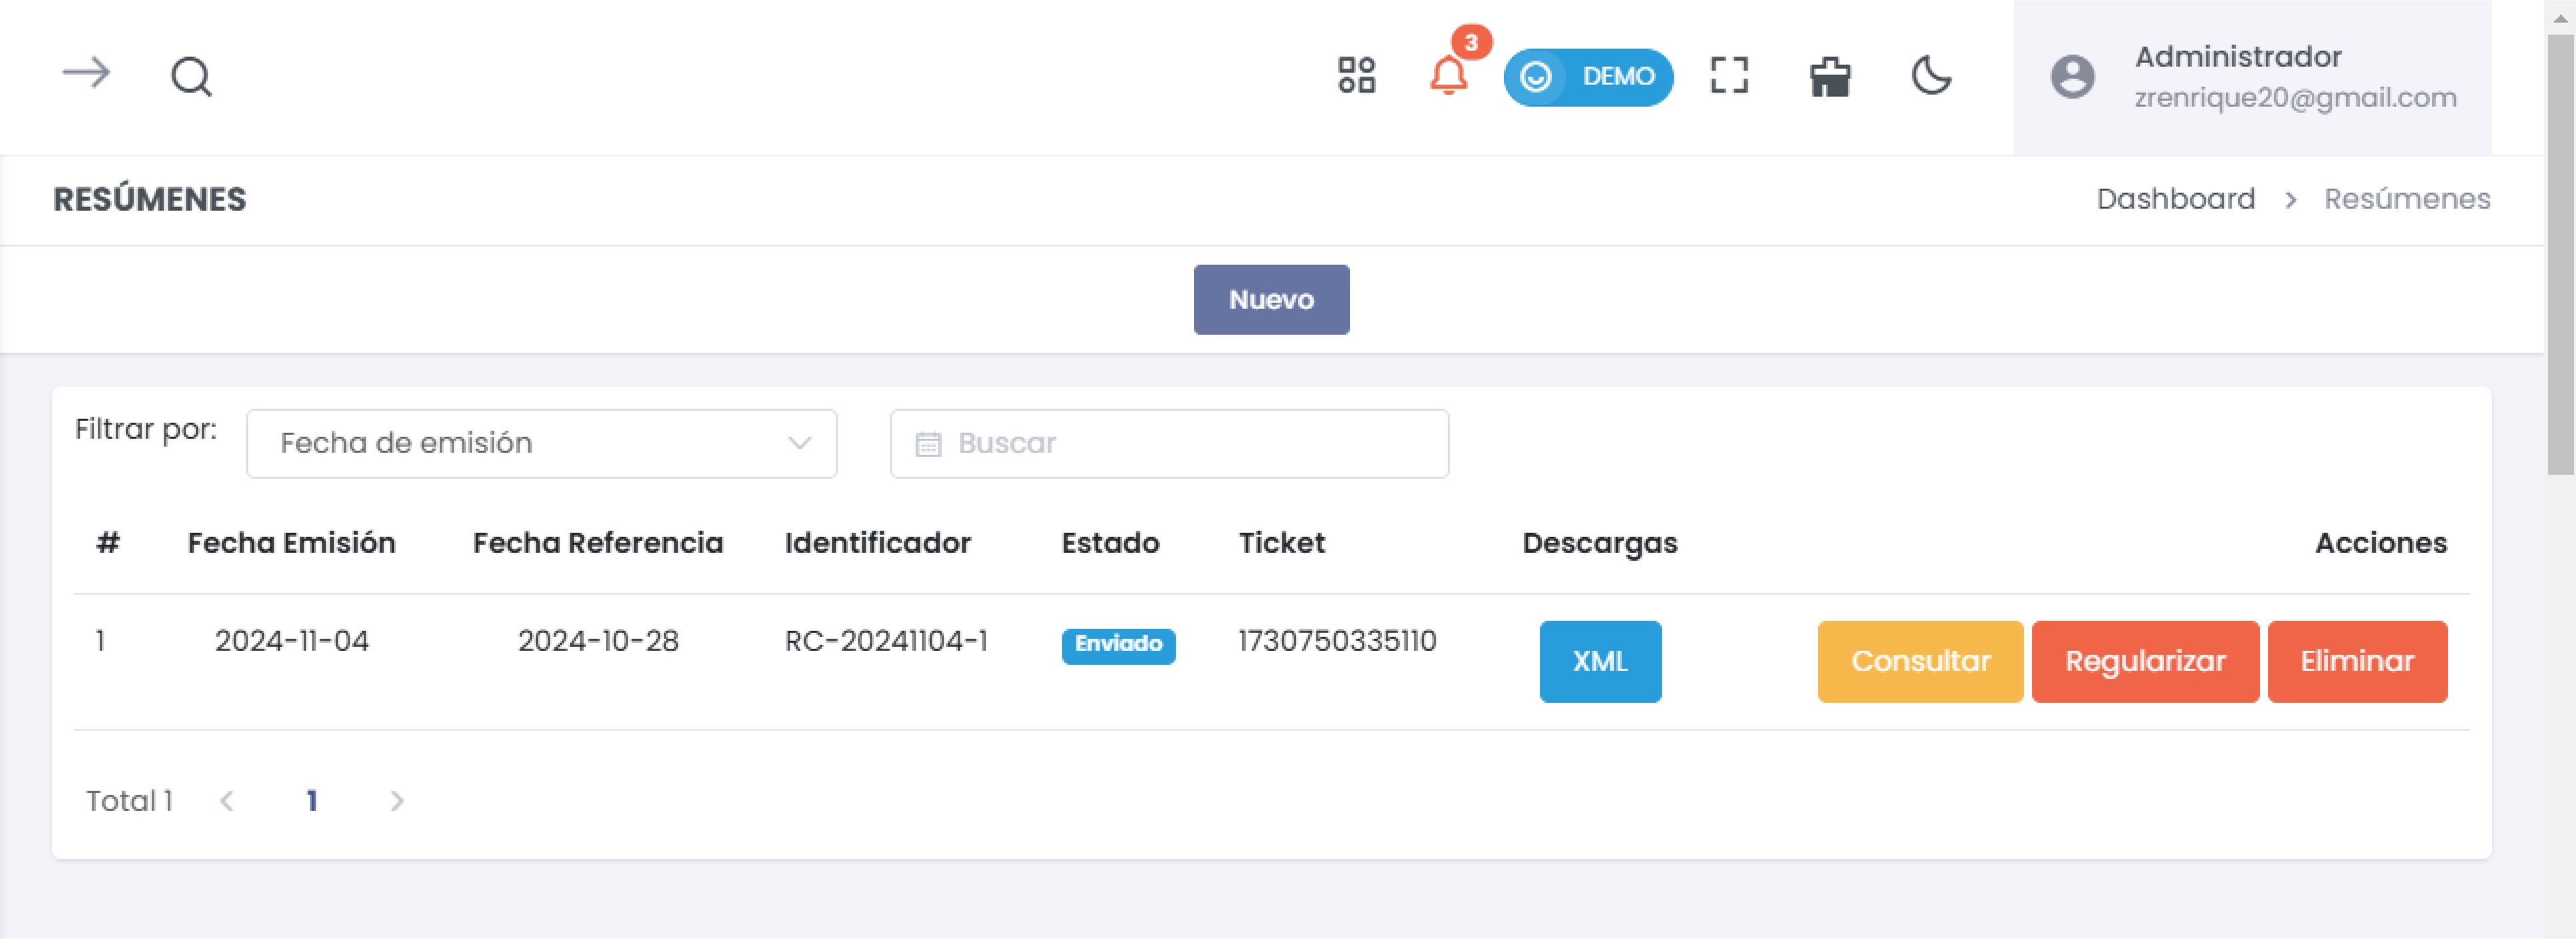 3
DEMO
Administrador
zrenrique20@gmail.com
RESÚMENES
Dashboard > Resúmenes
Nuevo
Filtrar por: Fecha de emisión Buscar
# Fecha Emisión Fecha Referencia Identificador Estado Ticket Descargas Acciones
1 2024-11-04 2024-10-28 RC-20241104-1 Enviado 1730750335110 XML Consultar Regularizar Eliminar
Total 1 < 1 >